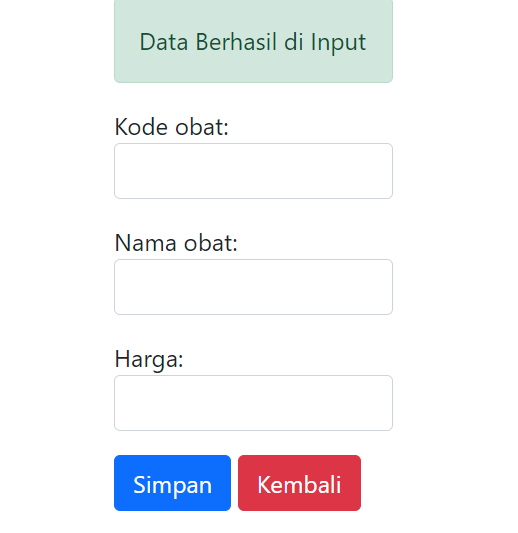 Data Berhasil di Input
Kode obat:
Nama obat:
Harga:
Simpan Kembali